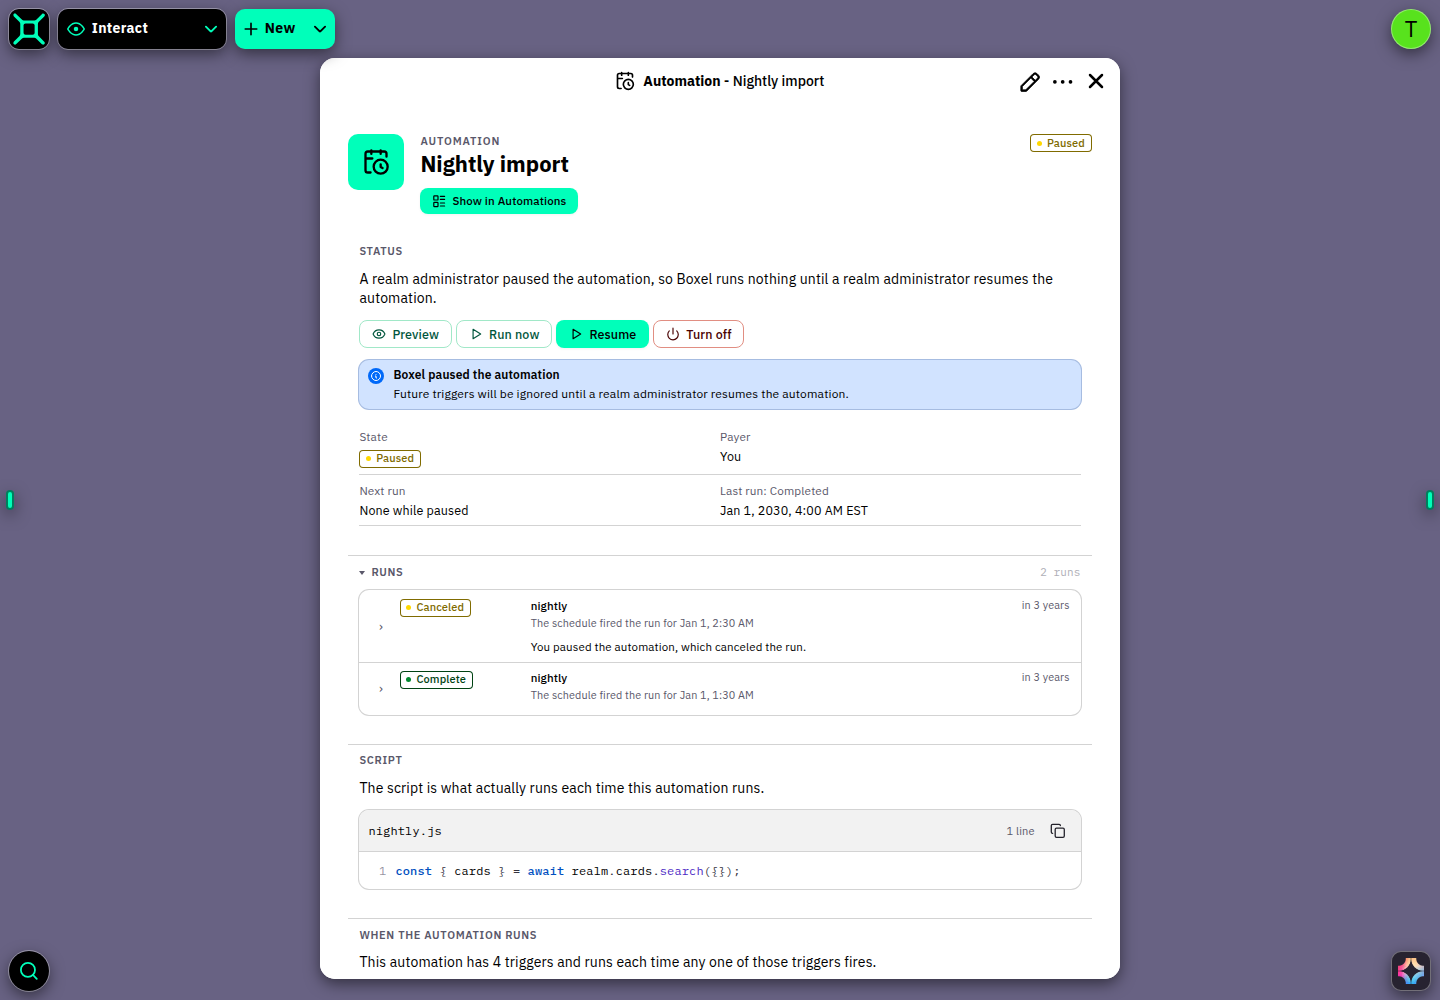 Interact
New
T
Automation - Nightly import
AUTOMATION
Nightly import
Paused
Show in Automations
STATUS
A realm administrator paused the automation, so Boxel runs nothing until a realm administrator resumes the
automation.
Preview
Run now
Resume
Turn off
Boxel paused the automation
Future triggers will be ignored until a realm administrator resumes the automation.
State
Payer
Paused
You
Next run
Last run: Completed
None while paused
Jan 1, 2030, 4:00 AM EST
RUNS
2 runs
Canceled
nightly
in 3 years
The schedule fired the run for Jan 1, 2:30 AM
You paused the automation, which canceled the run.
Complete
nightly
in 3 years
The schedule fired the run for Jan 1, 1:30 AM
SCRIPT
The script is what actually runs each time this automation runs.
nightly.js
1 line
1 const { cards } = await realm.cards.search({});
WHEN THE AUTOMATION RUNS
This automation has 4 triggers and runs each time any one of those triggers fires.